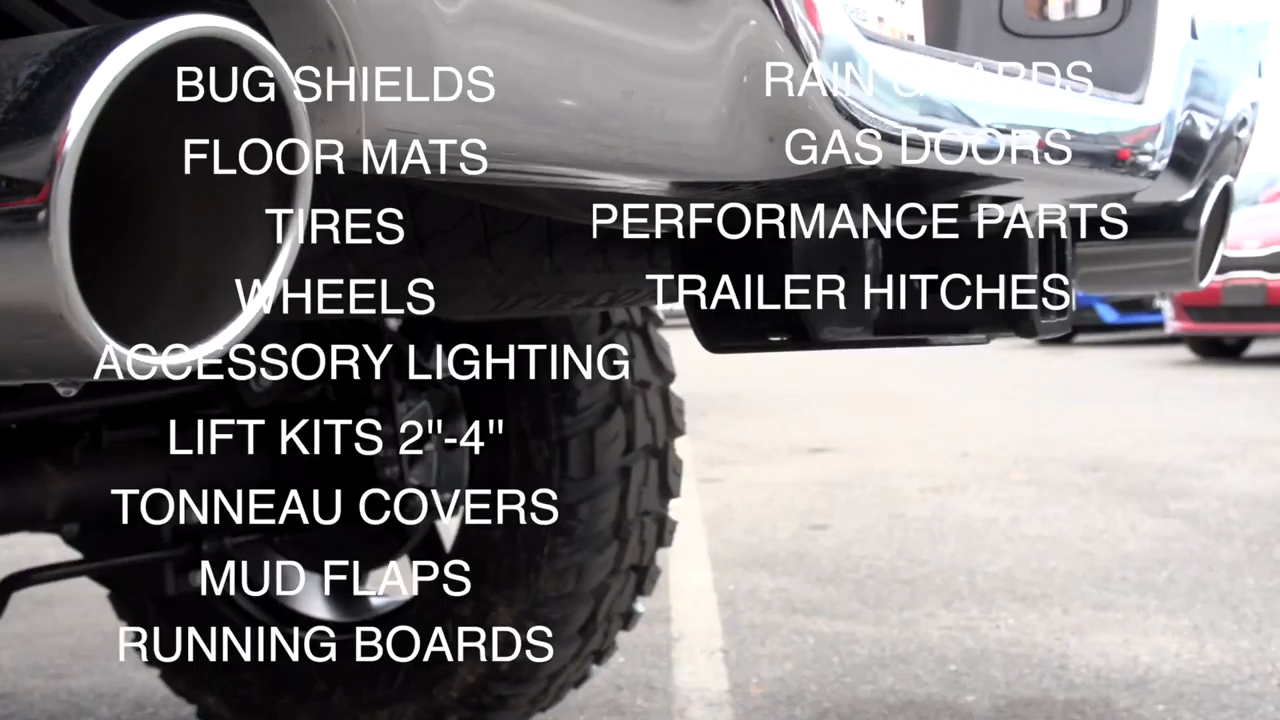 BUG SHIELDS
FLOOR MATS
TIRES
WHEELS
ACCESSORY LIGHTING
LIFT KITS 2"-4"
TONNEAU COVERS
MUD FLAPS
RUNNING BOARDS
RAIN GUARDS
GAS DOORS
PERFORMANCE PARTS
TRAILER HITCHES